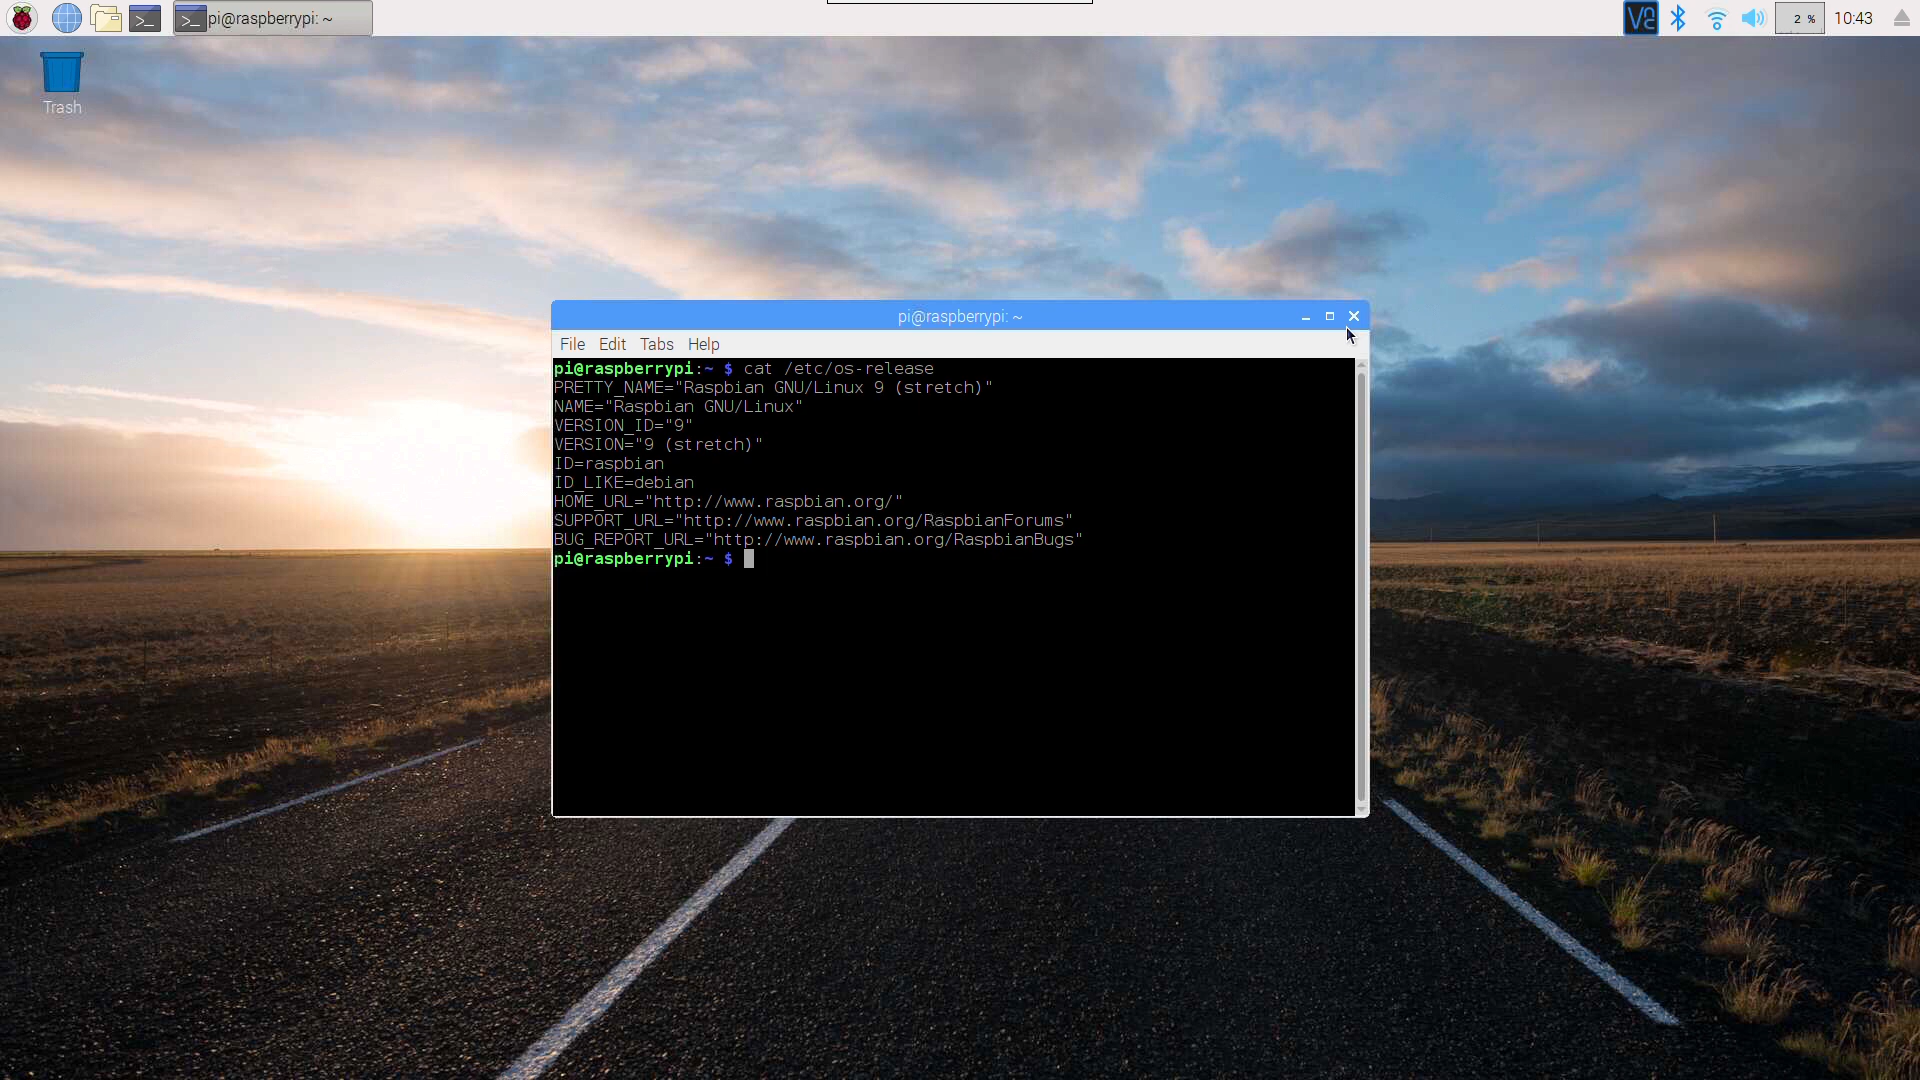 pi@raspberrypi: ~
2 %
10:43
Trash
pi@raspberrypi: ~
File Edit Tabs Help
pi@raspberrypi:~ $ cat /etc/os-release
PRETTY_NAME="Raspbian GNU/Linux 9 (stretch)"
NAME="Raspbian GNU/Linux"
VERSION_ID="9"
VERSION="9 (stretch)"
ID=raspbian
ID_LIKE=debian
HOME_URL="http://www.raspbian.org/"
SUPPORT_URL="http://www.raspbian.org/RaspbianForums"
BUG_REPORT_URL="http://www.raspbian.org/RaspbianBugs"
pi@raspberrypi:~ $